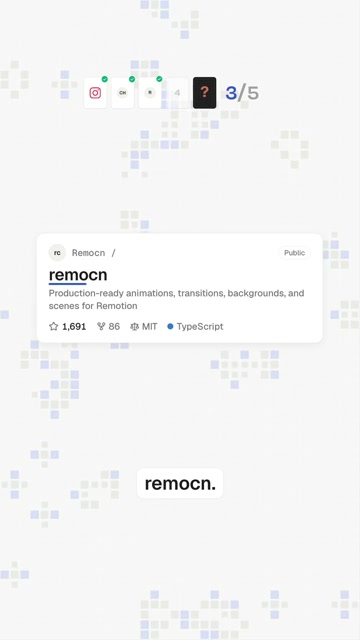 CH
R
4
?
3/5
rc
Remocn /
Public
remocn
Production-ready animations, transitions, backgrounds, and
scenes for Remotion
1,691
86
MIT
TypeScript
remocn.